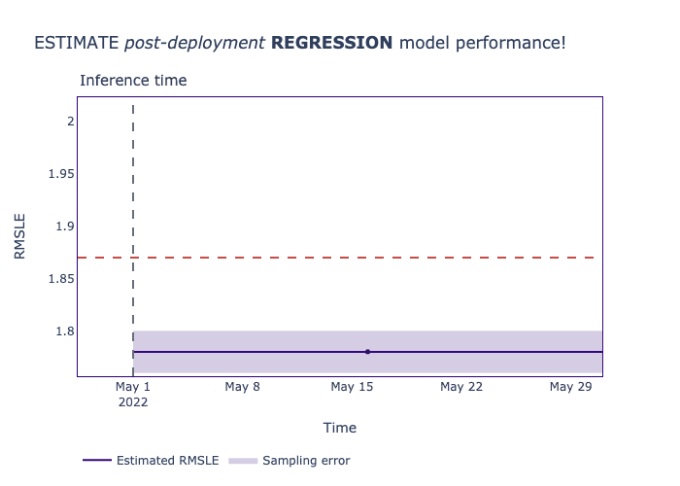 ESTIMATE post-deployment REGRESSION model performance!
Inference time
2
1.95
1.9
1.85
1.8
RMSLE
May 1
2022
May 8
May 15
May 22
May 29
Time
Estimated RMSLE
Sampling error